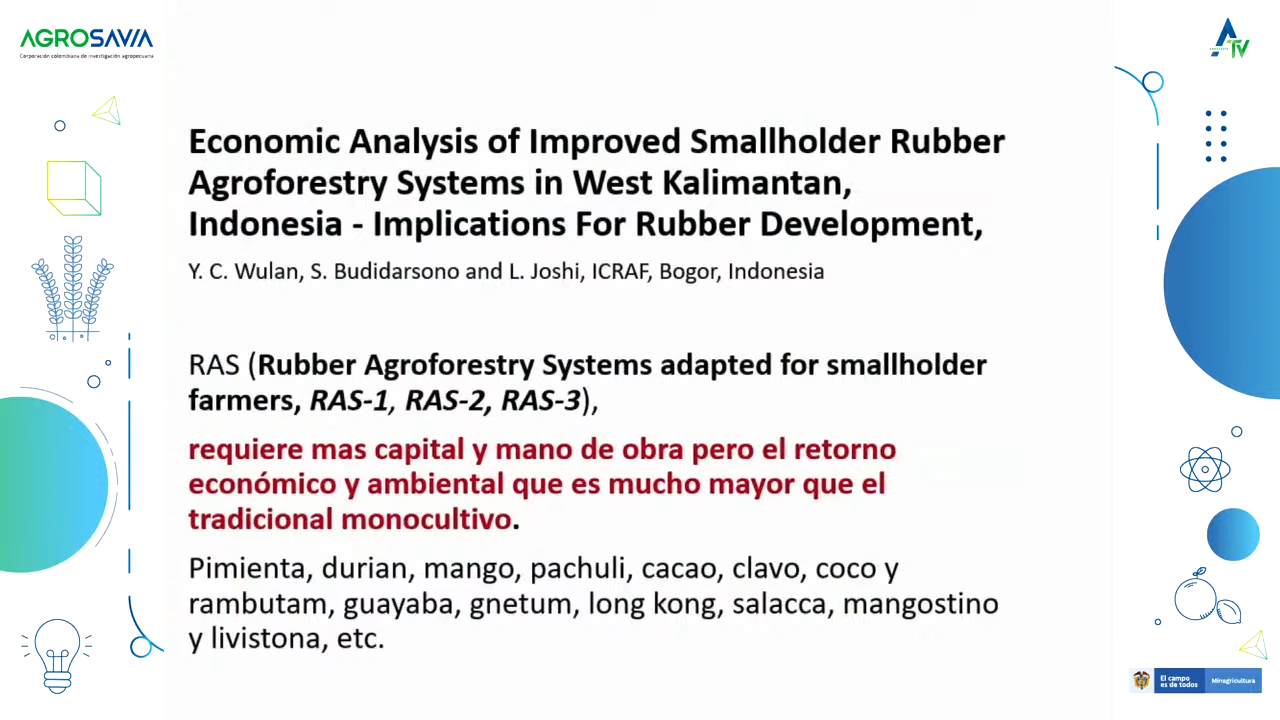 AGROSAVIA
Corporación colombiana de investigación agropecuaria
ATV
Economic Analysis of Improved Smallholder Rubber
Agroforestry Systems in West Kalimantan,
Indonesia - Implications For Rubber Development,
Y. C. Wulan, S. Budidarsono and L. Joshi, ICRAF, Bogor, Indonesia
RAS (Rubber Agroforestry Systems adapted for smallholder
farmers, RAS-1, RAS-2, RAS-3),
requiere mas capital y mano de obra pero el retorno
económico y ambiental que es mucho mayor que el
tradicional monocultivo.
Pimienta, durian, mango, pachuli, cacao, clavo, coco y
rambutam, guayaba, gnetum, long kong, salacca, mangostino
y livistona, etc.
El campo
es de todos
Minagricultura